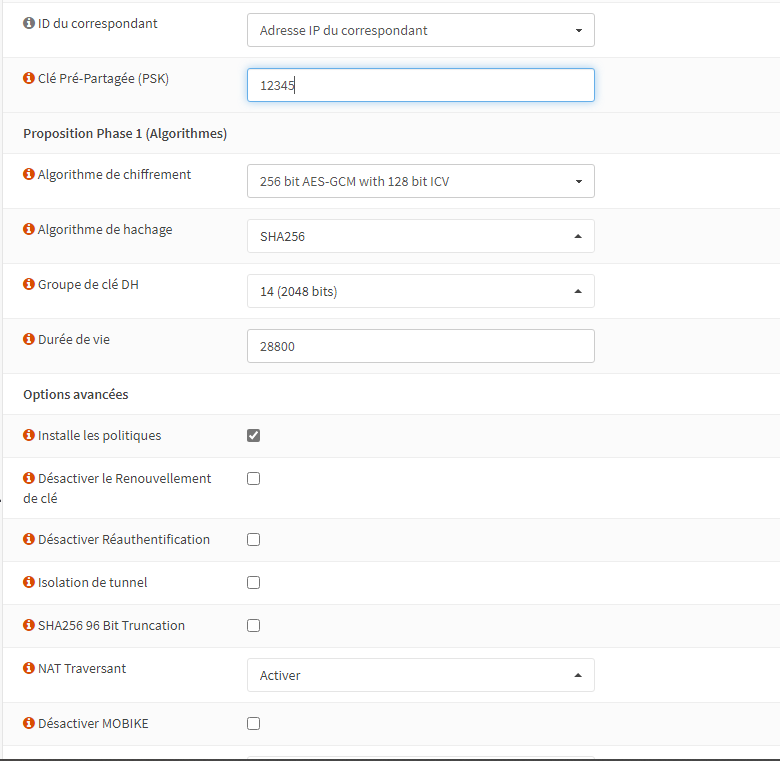 ID du correspondant
Adresse IP du correspondant
Clé Pré-Partagée (PSK)
12345
Proposition Phase 1 (Algorithmes)
Algorithme de chiffrement
256 bit AES-GCM with 128 bit ICV
Algorithme de hachage
SHA256
Groupe de clé DH
14 (2048 bits)
Durée de vie
28800
Options avancées
Installe les politiques
Désactiver le Renouvellement
de clé
Désactiver Réauthentification
Isolation de tunnel
SHA256 96 Bit Truncation
NAT Traversant
Activer
Désactiver MOBIKE